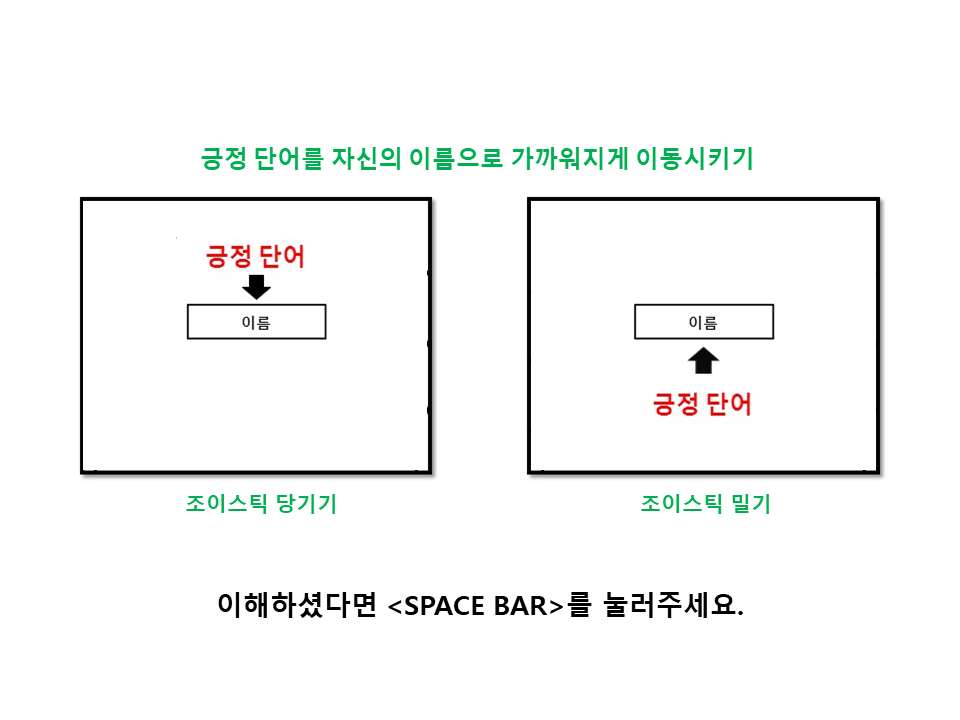 긍정 단어를 자신의 이름으로 가까워지게 이동시키기
긍정 단어
이름
조이스틱 당기기
이름
긍정 단어
조이스틱 밀기
이해하셨다면 <SPACE BAR>를 눌러주세요.